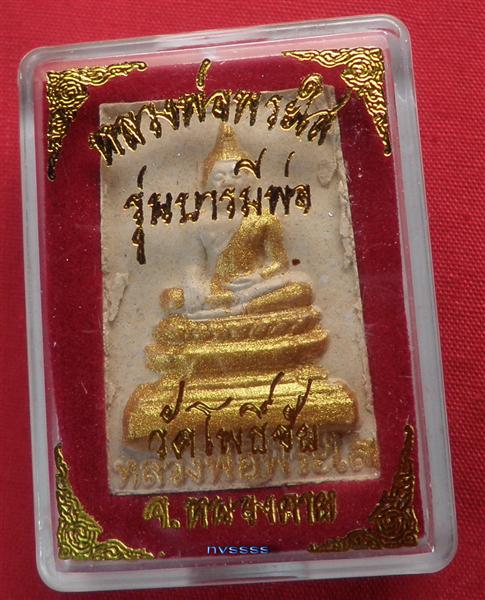 หลวงพ่อพระใส
รุ่นบารมีพ่อ
วัดโพธิ์ชัย
หลวงพ่อพระใส
จ.หนองคาย
nvssss